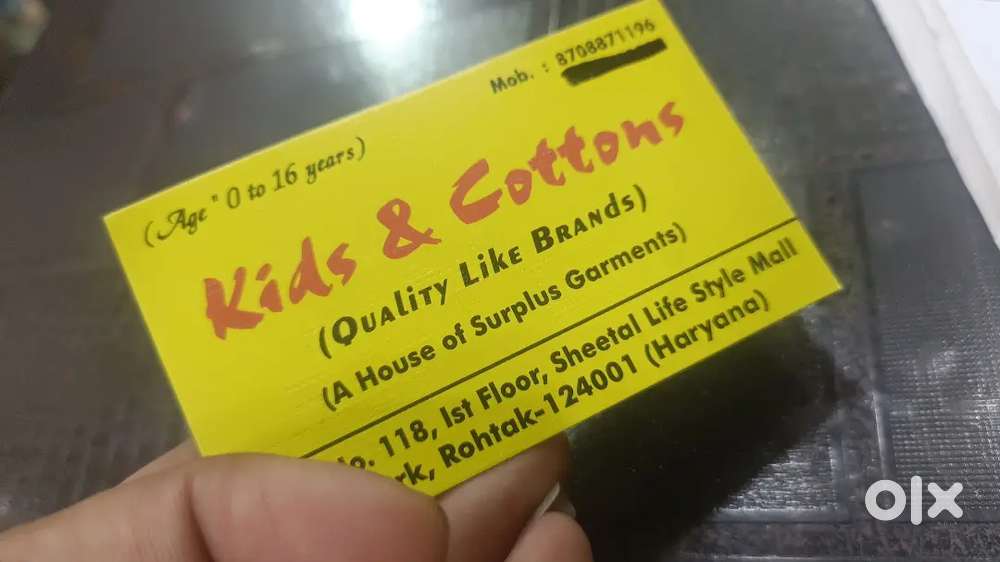 Mob. : 8708871196
(Age" 0 to 16 years)
Kids & Cottons
(Quality Like Brands)
(A House of Surplus Garments)
118, Ist Floor, Sheetal Life Style Mall
Rohtak-124001 (Haryana)
olx